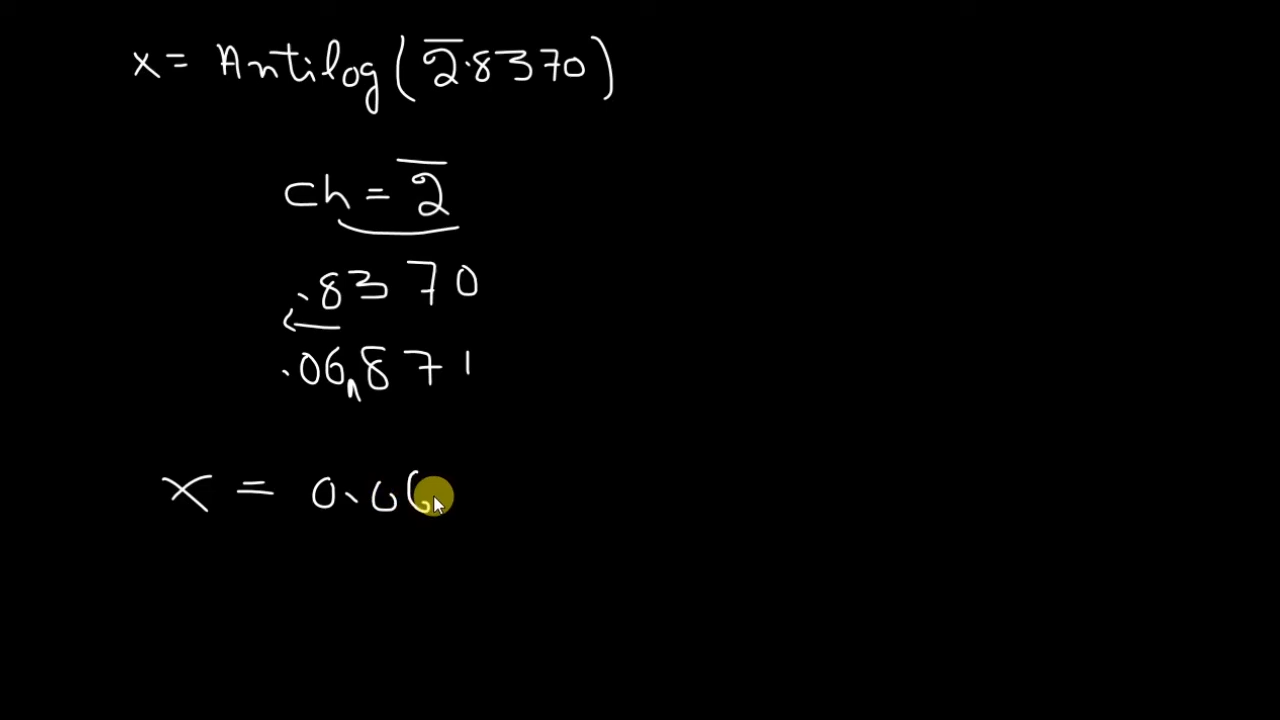 x = Antilog (2̅.8370)
ch = 2̅
.8370
.06‸871
x = 0.06